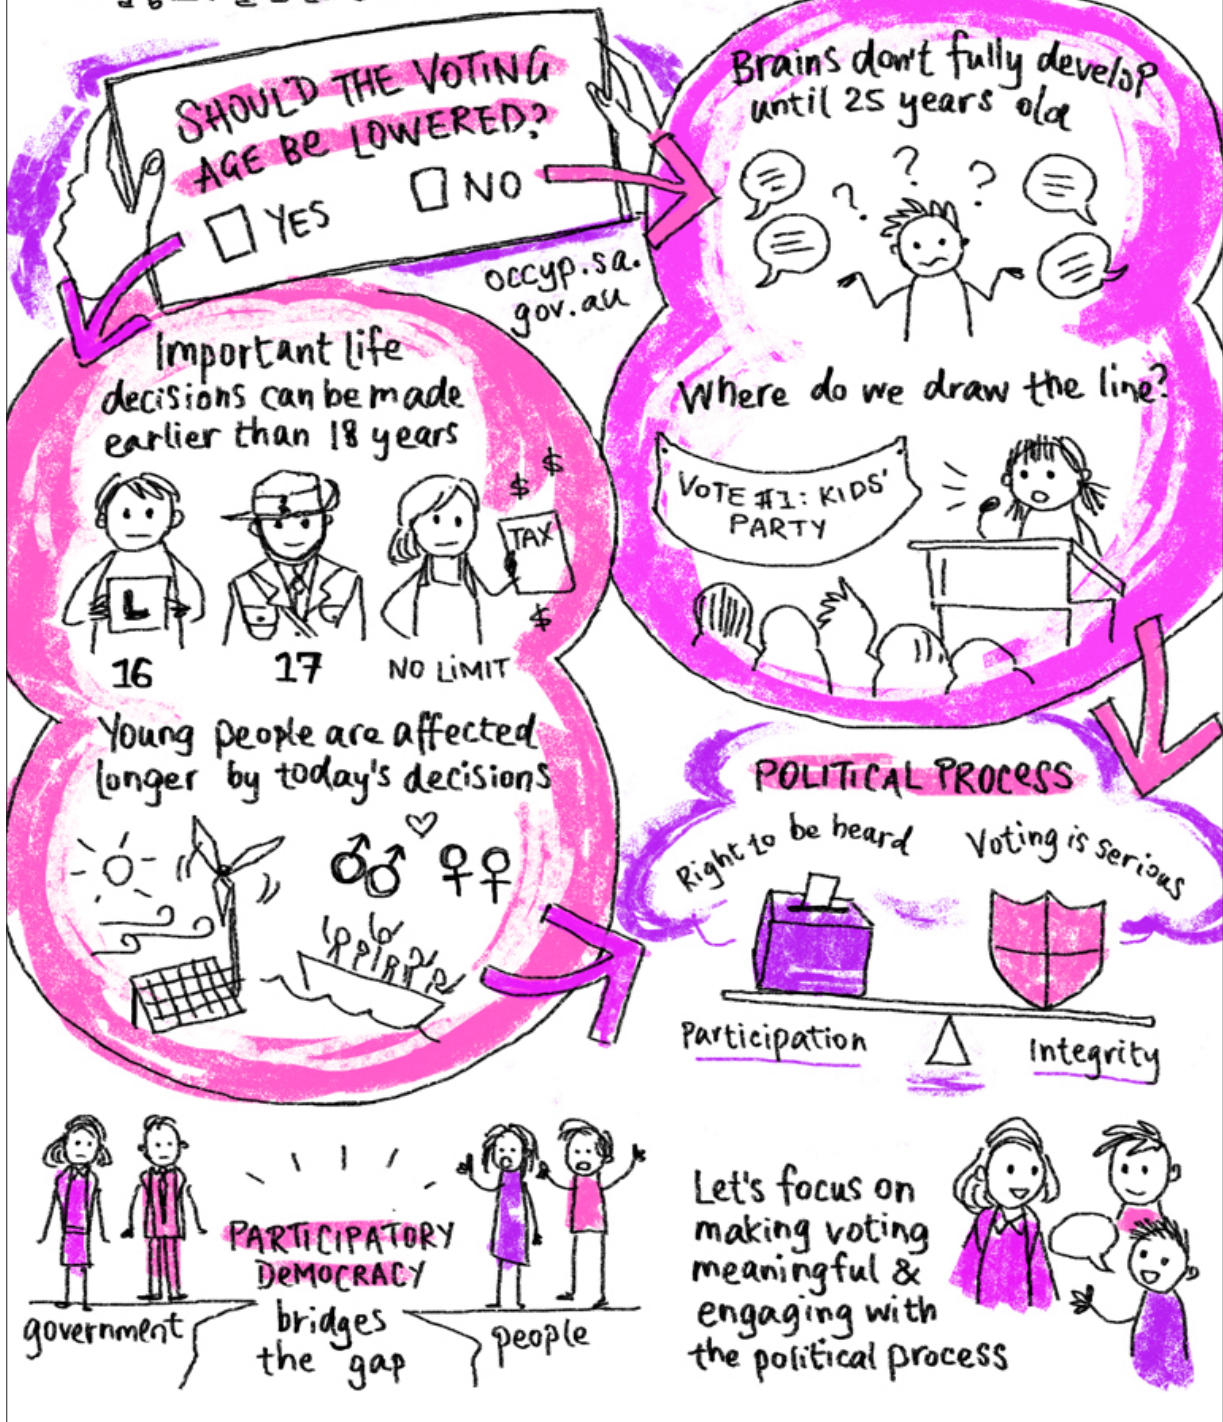 SHOULD THE VOTING
AGE BE LOWERED?
YES
NO
occyp.sa.
gov.au
Important life
decisions can be made
earlier than 18 years
L
TAX
$
$
$
16
17
NO LIMIT
Young people are affected
longer by today's decisions
Brains don't fully develop
until 25 years old
?
?
?
Where do we draw the line?
VOTE #1: KIDS'
PARTY
POLITICAL PROCESS
Right to be heard
Voting is serious
Participation
Integrity
government
PARTICIPATORY
DEMOCRACY
bridges
the gap
people
Let's focus on
making voting
meaningful &
engaging with
the political process